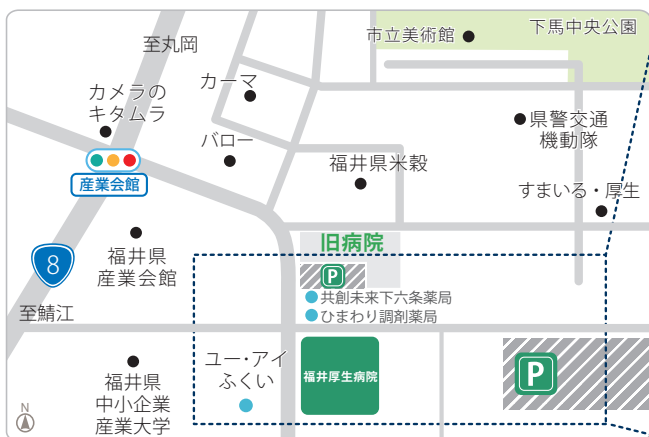 市立美術館
下馬中央公園
至丸岡
カーマ
カメラの
キタムラ
県警交通
機動隊
バロー
福井県米穀
産業会館
すまいる・厚生
旧病院
福井県
産業会館
8
P
共創未来下六条薬局
ひまわり調剤薬局
至鯖江
ユー・アイ
ふくい
福井厚生病院
P
福井県
中小企業
産業大学
N